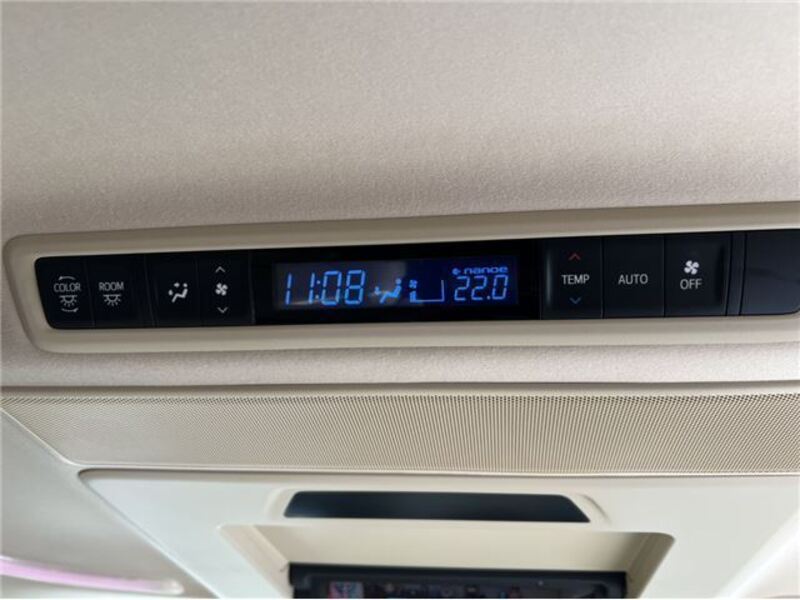 COLOR
ROOM
11:08
nanoe
22.0
TEMP
AUTO
OFF